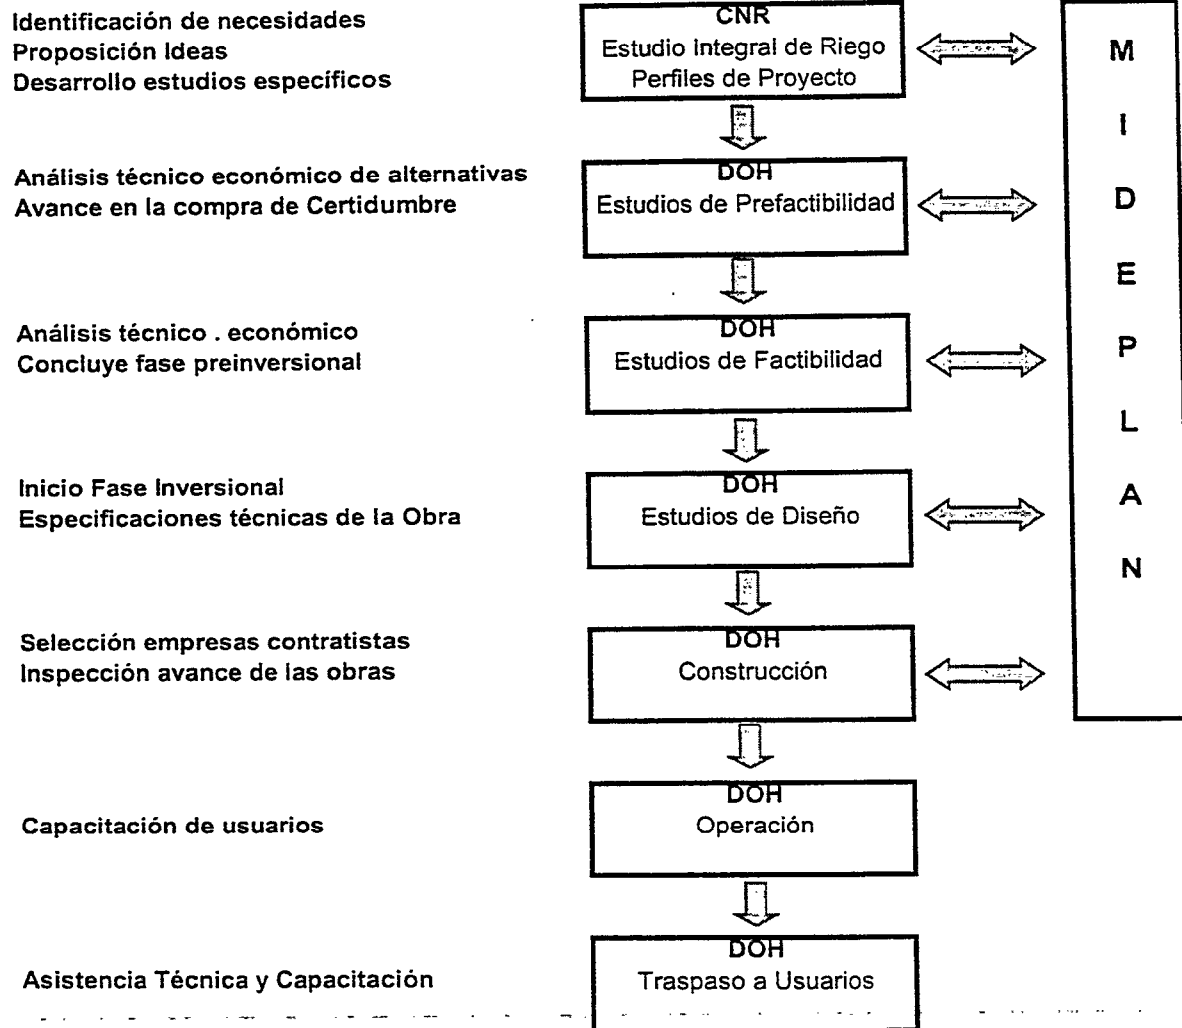 Identificación de necesidades
Proposición Ideas
Desarrollo estudios específicos
CNR
Estudio Integral de Riego
Perfiles de Proyecto
Análisis técnico económico de alternativas
Avance en la compra de Certidumbre
DOH
Estudios de Prefactibilidad
Análisis técnico . económico
Concluye fase preinversional
DOH
Estudios de Factibilidad
Inicio Fase Inversional
Especificaciones técnicas de la Obra
DOH
Estudios de Diseño
Selección empresas contratistas
Inspección avance de las obras
DOH
Construcción
Capacitación de usuarios
DOH
Operación
Asistencia Técnica y Capacitación
DOH
Traspaso a Usuarios
M
I
D
E
P
L
A
N